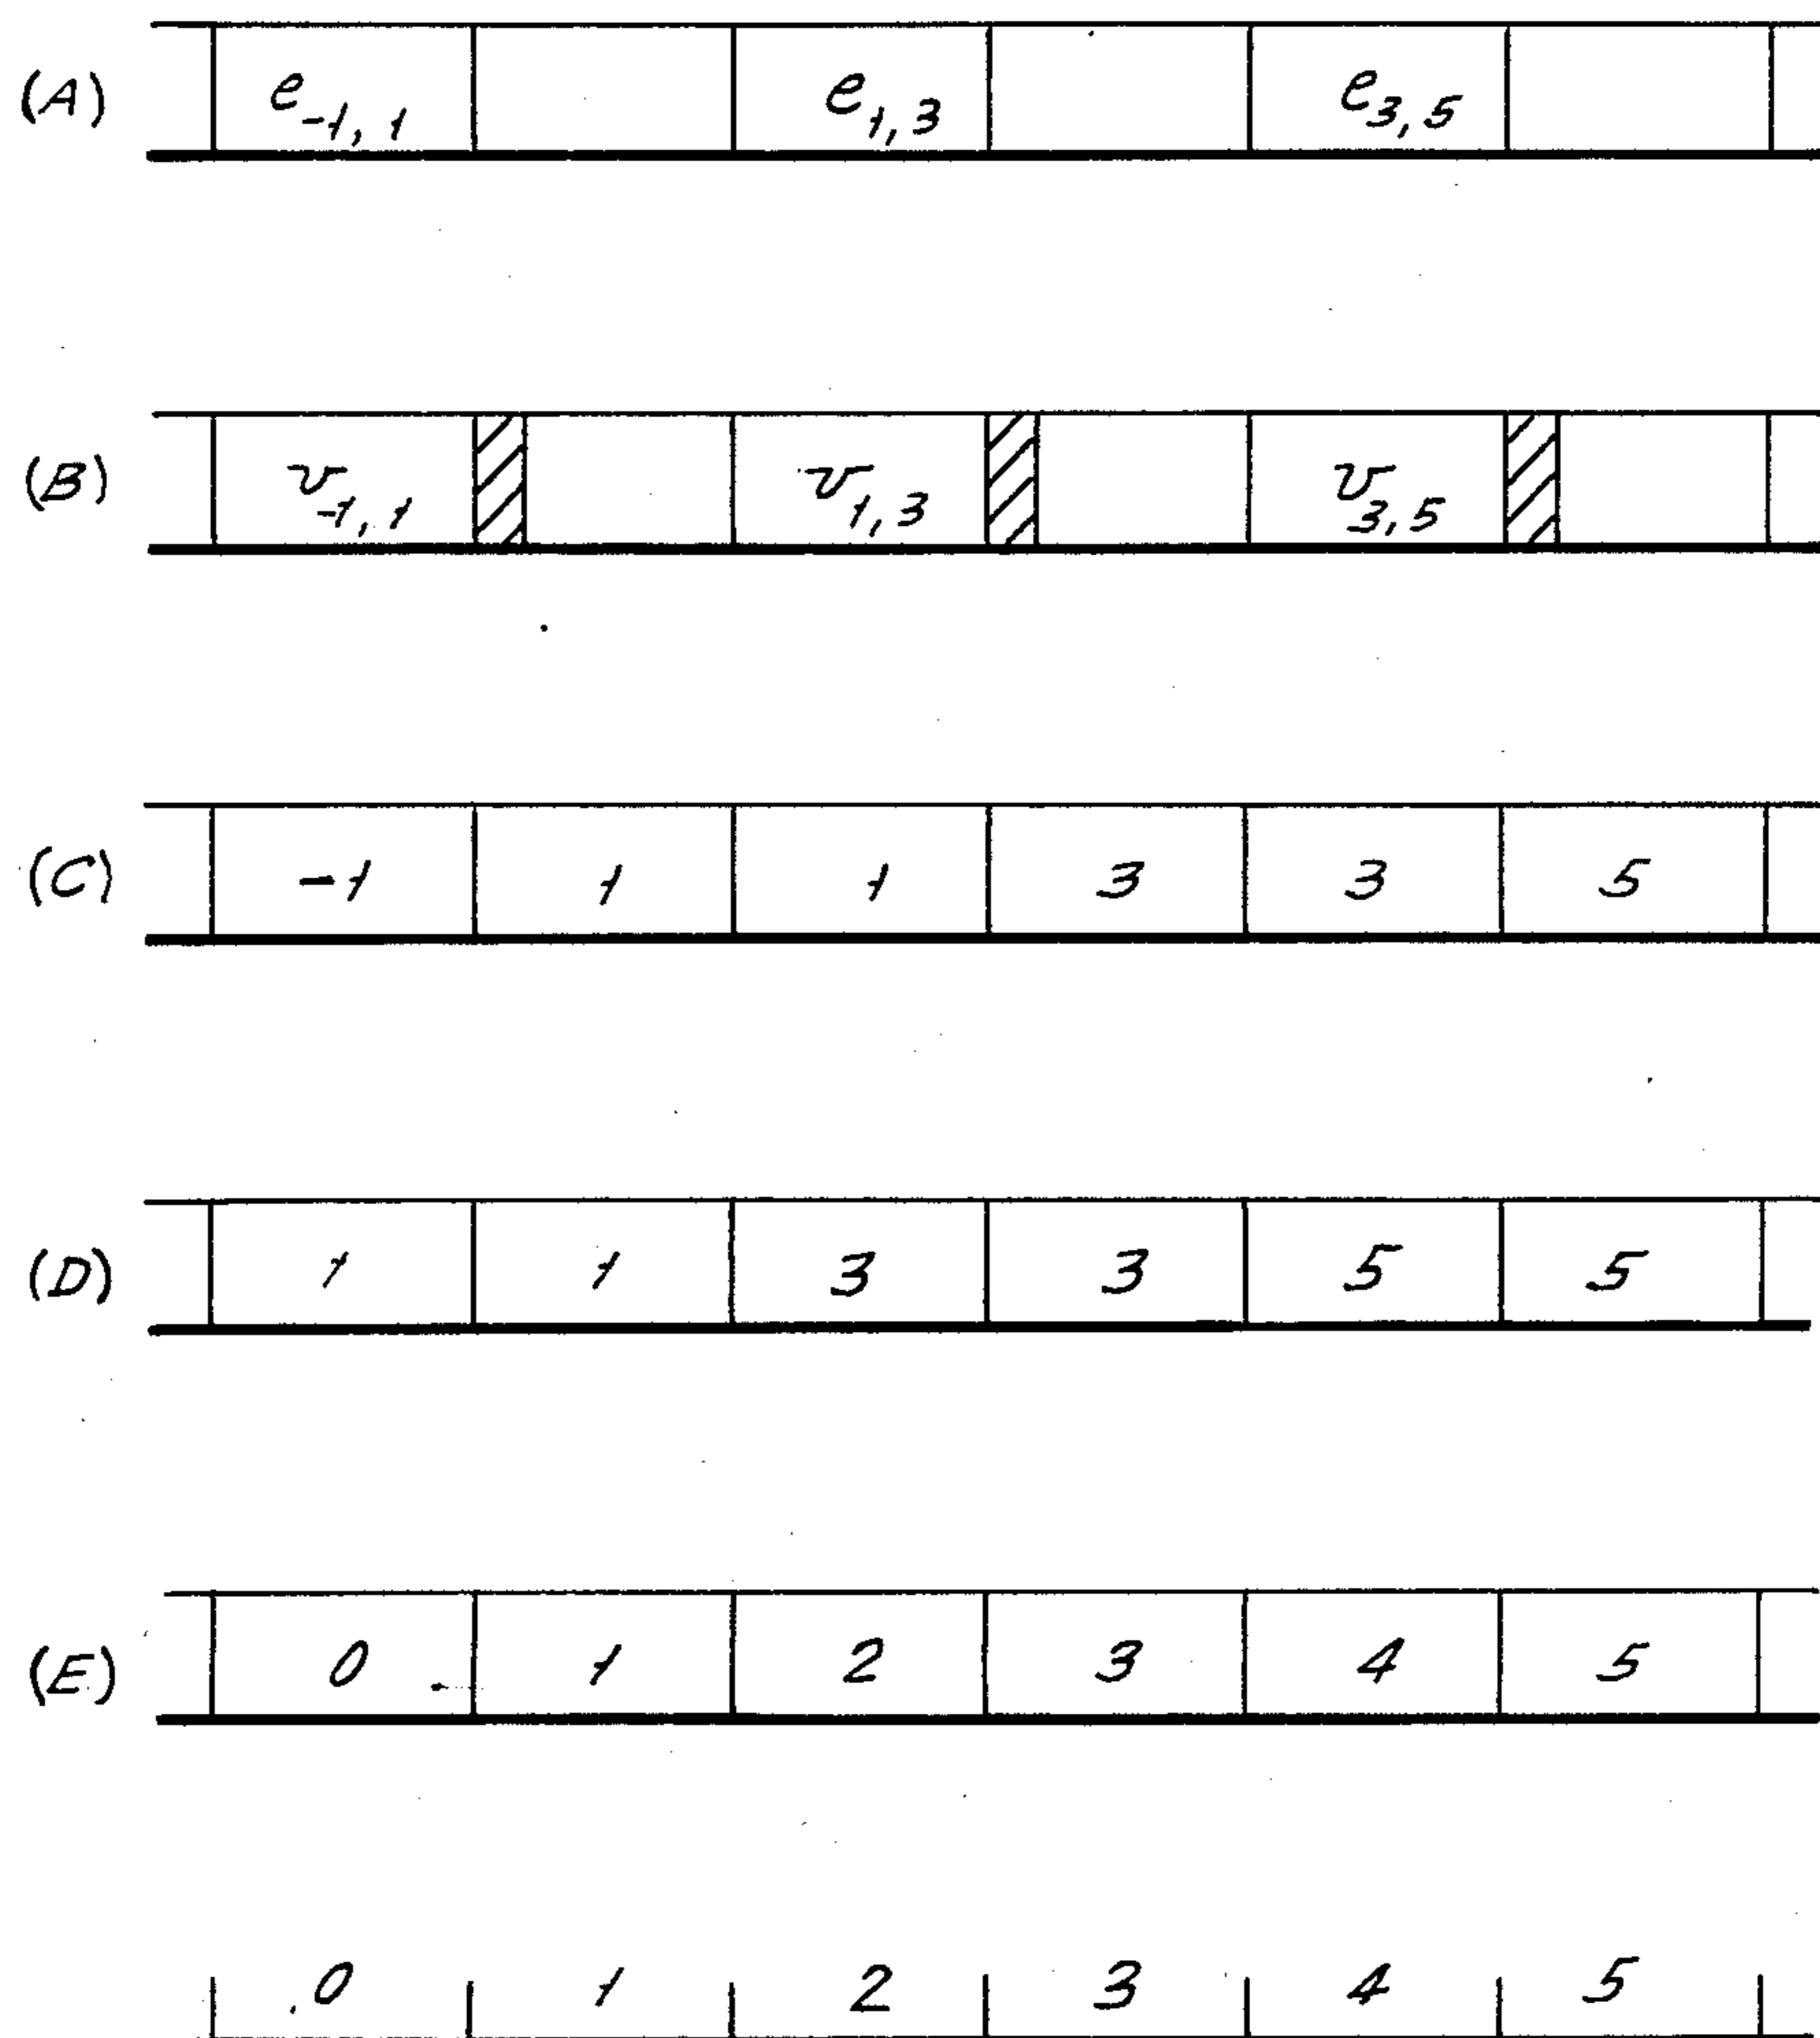 (A) e-1, 1 e1, 3 e3, 5
(B) v-1, 1 v1, 3 v3, 5
(C) -1 1 1 3 3 5
(D) 1 1 3 3 5 5
(E) 0 1 2 3 4 5
0 1 2 3 4 5